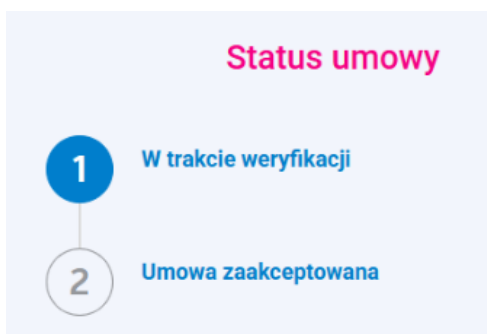 Status umowy
1 W trakcie weryfikacji
2 Umowa zaakceptowana